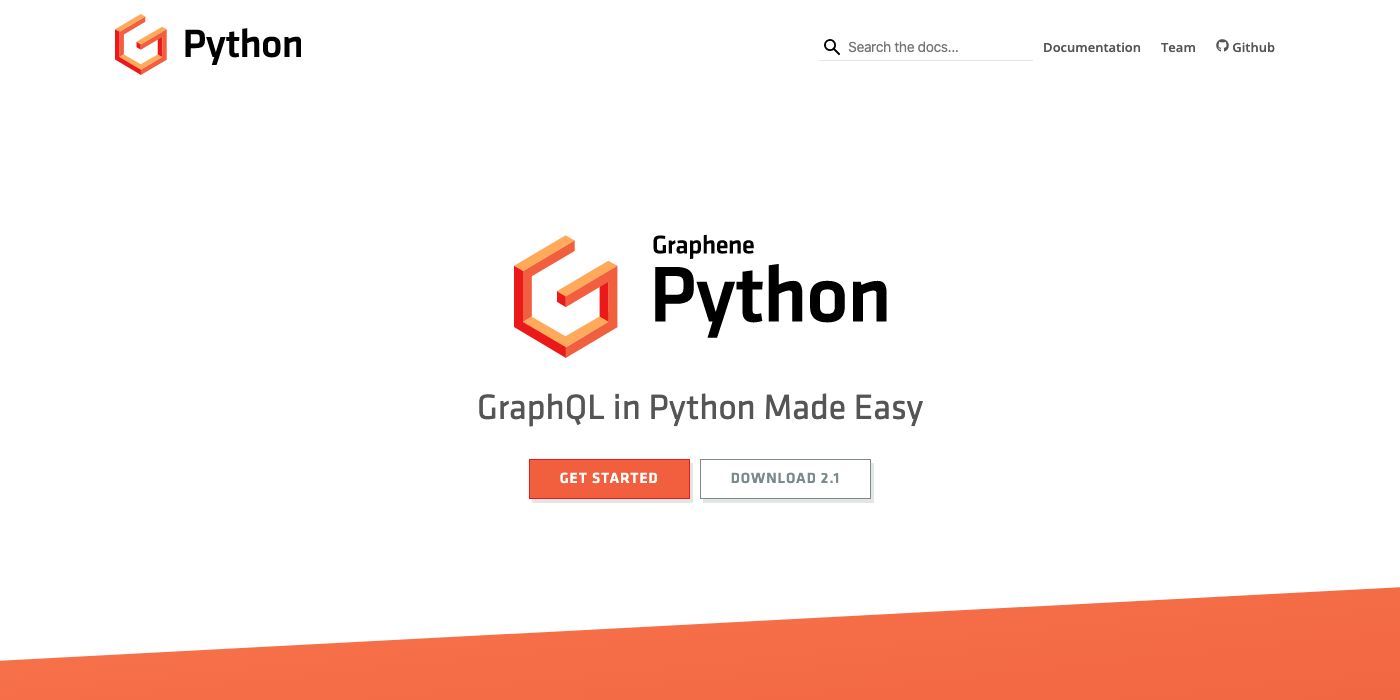 Python
Search the docs...
Documentation
Team
Github
Graphene
Python
GraphQL in Python Made Easy
GET STARTED
DOWNLOAD 2.1